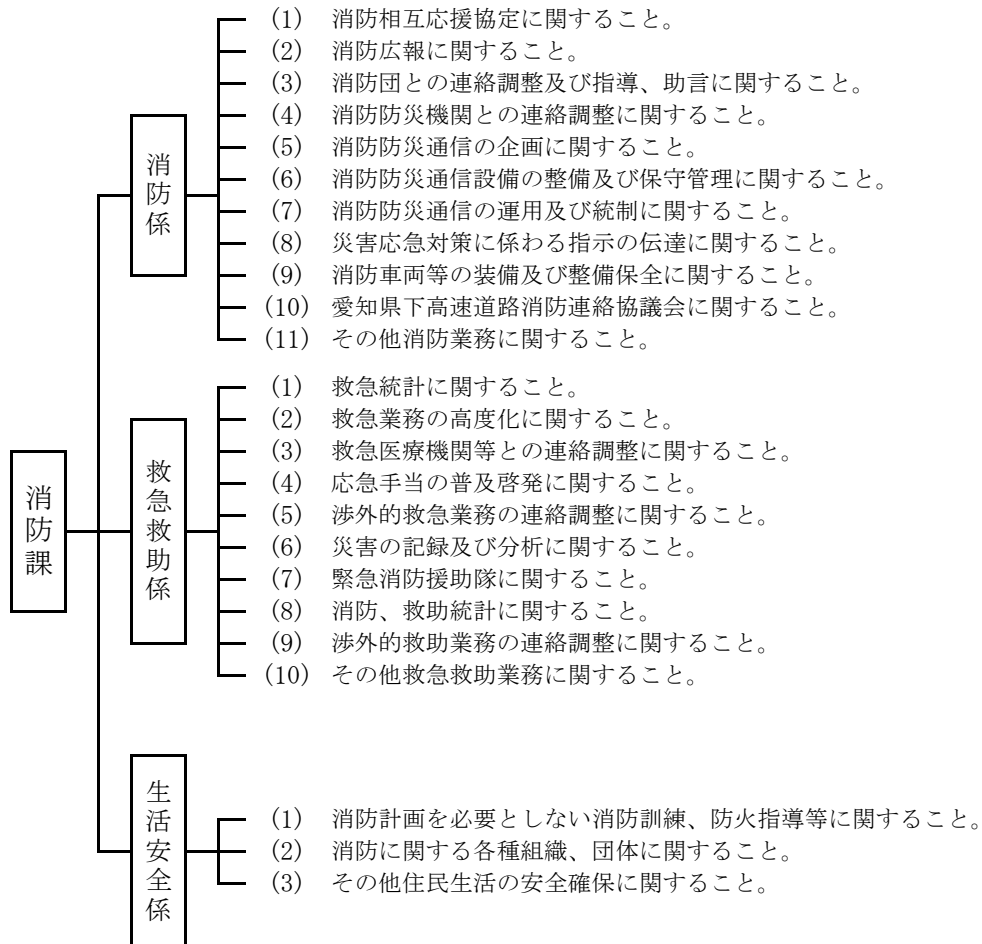 消防課
消防係
(1) 消防相互応援協定に関すること。
(2) 消防広報に関すること。
(3) 消防団との連絡調整及び指導、助言に関すること。
(4) 消防防災機関との連絡調整に関すること。
(5) 消防防災通信の企画に関すること。
(6) 消防防災通信設備の整備及び保守管理に関すること。
(7) 消防防災通信の運用及び統制に関すること。
(8) 災害応急対策に係わる指示の伝達に関すること。
(9) 消防車両等の装備及び整備保全に関すること。
(10) 愛知県下高速道路消防連絡協議会に関すること。
(11) その他消防業務に関すること。
救急救助係
(1) 救急統計に関すること。
(2) 救急業務の高度化に関すること。
(3) 救急医療機関等との連絡調整に関すること。
(4) 応急手当の普及啓発に関すること。
(5) 渉外的救急業務の連絡調整に関すること。
(6) 災害の記録及び分析に関すること。
(7) 緊急消防援助隊に関すること。
(8) 消防、救助統計に関すること。
(9) 渉外的救助業務の連絡調整に関すること。
(10) その他救急救助業務に関すること。
生活安全係
(1) 消防計画を必要としない消防訓練、防火指導等に関すること。
(2) 消防に関する各種組織、団体に関すること。
(3) その他住民生活の安全確保に関すること。